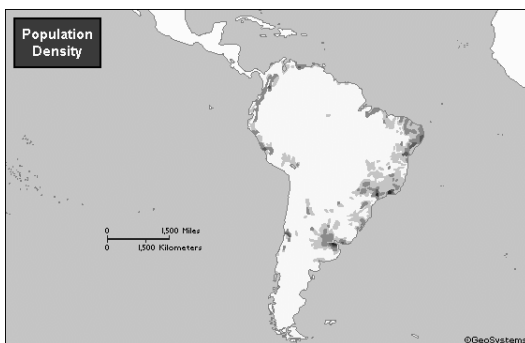 Population
Density
0 1,500 Miles
0 1,500 Kilometers
©GeoSystems